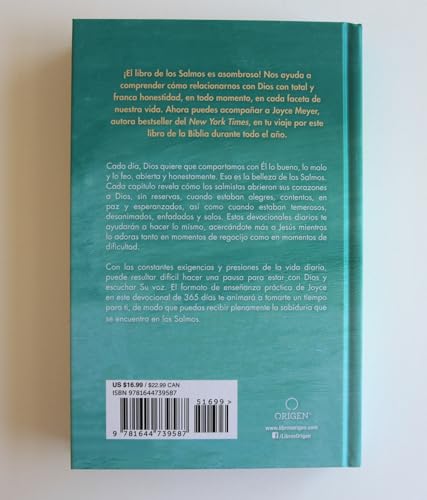 ¡El libro de los Salmos es asombroso! Nos ayuda a
comprender cómo relacionarnos con Dios con total y
franca honestidad, en todo momento, en cada faceta de
nuestra vida. Ahora puedes acompañar a Joyce Meyer,
autora bestseller del New York Times, en tu viaje por este
libro de la Biblia durante todo el año.
Cada día, Dios quiere que compartamos con Él lo bueno, lo malo
y lo feo, abierta y honestamente. Esa es la belleza de los Salmos.
Cada capítulo revela cómo los salmistas abrieron sus corazones
a Dios, sin reservas, cuando estaban alegres, contentos, en
paz y esperanzados, así como cuando estaban temerosos,
desanimados, enfadados y solos. Estos devocionales diarios te
ayudarán a hacer lo mismo, acercándote más a Jesús mientras
lo adoras tanto en momentos de regocijo como en momentos de
dificultad.
Con las constantes exigencias y presiones de la vida diaria,
puede resultar difícil hacer una pausa para estar con Dios y
escuchar Su voz. El formato de enseñanza práctica de Joyce
en este devocional de 365 días te animará a tomarte un tiempo
para ti, de modo que puedas recibir plenamente la sabiduría que
se encuentra en los Salmos.
US $16.99 / $22.99 CAN
ISBN 9781644739587
51699>
9 781644 739587
ORIGEN
www.librosorigen.com
/LibrosOrigen